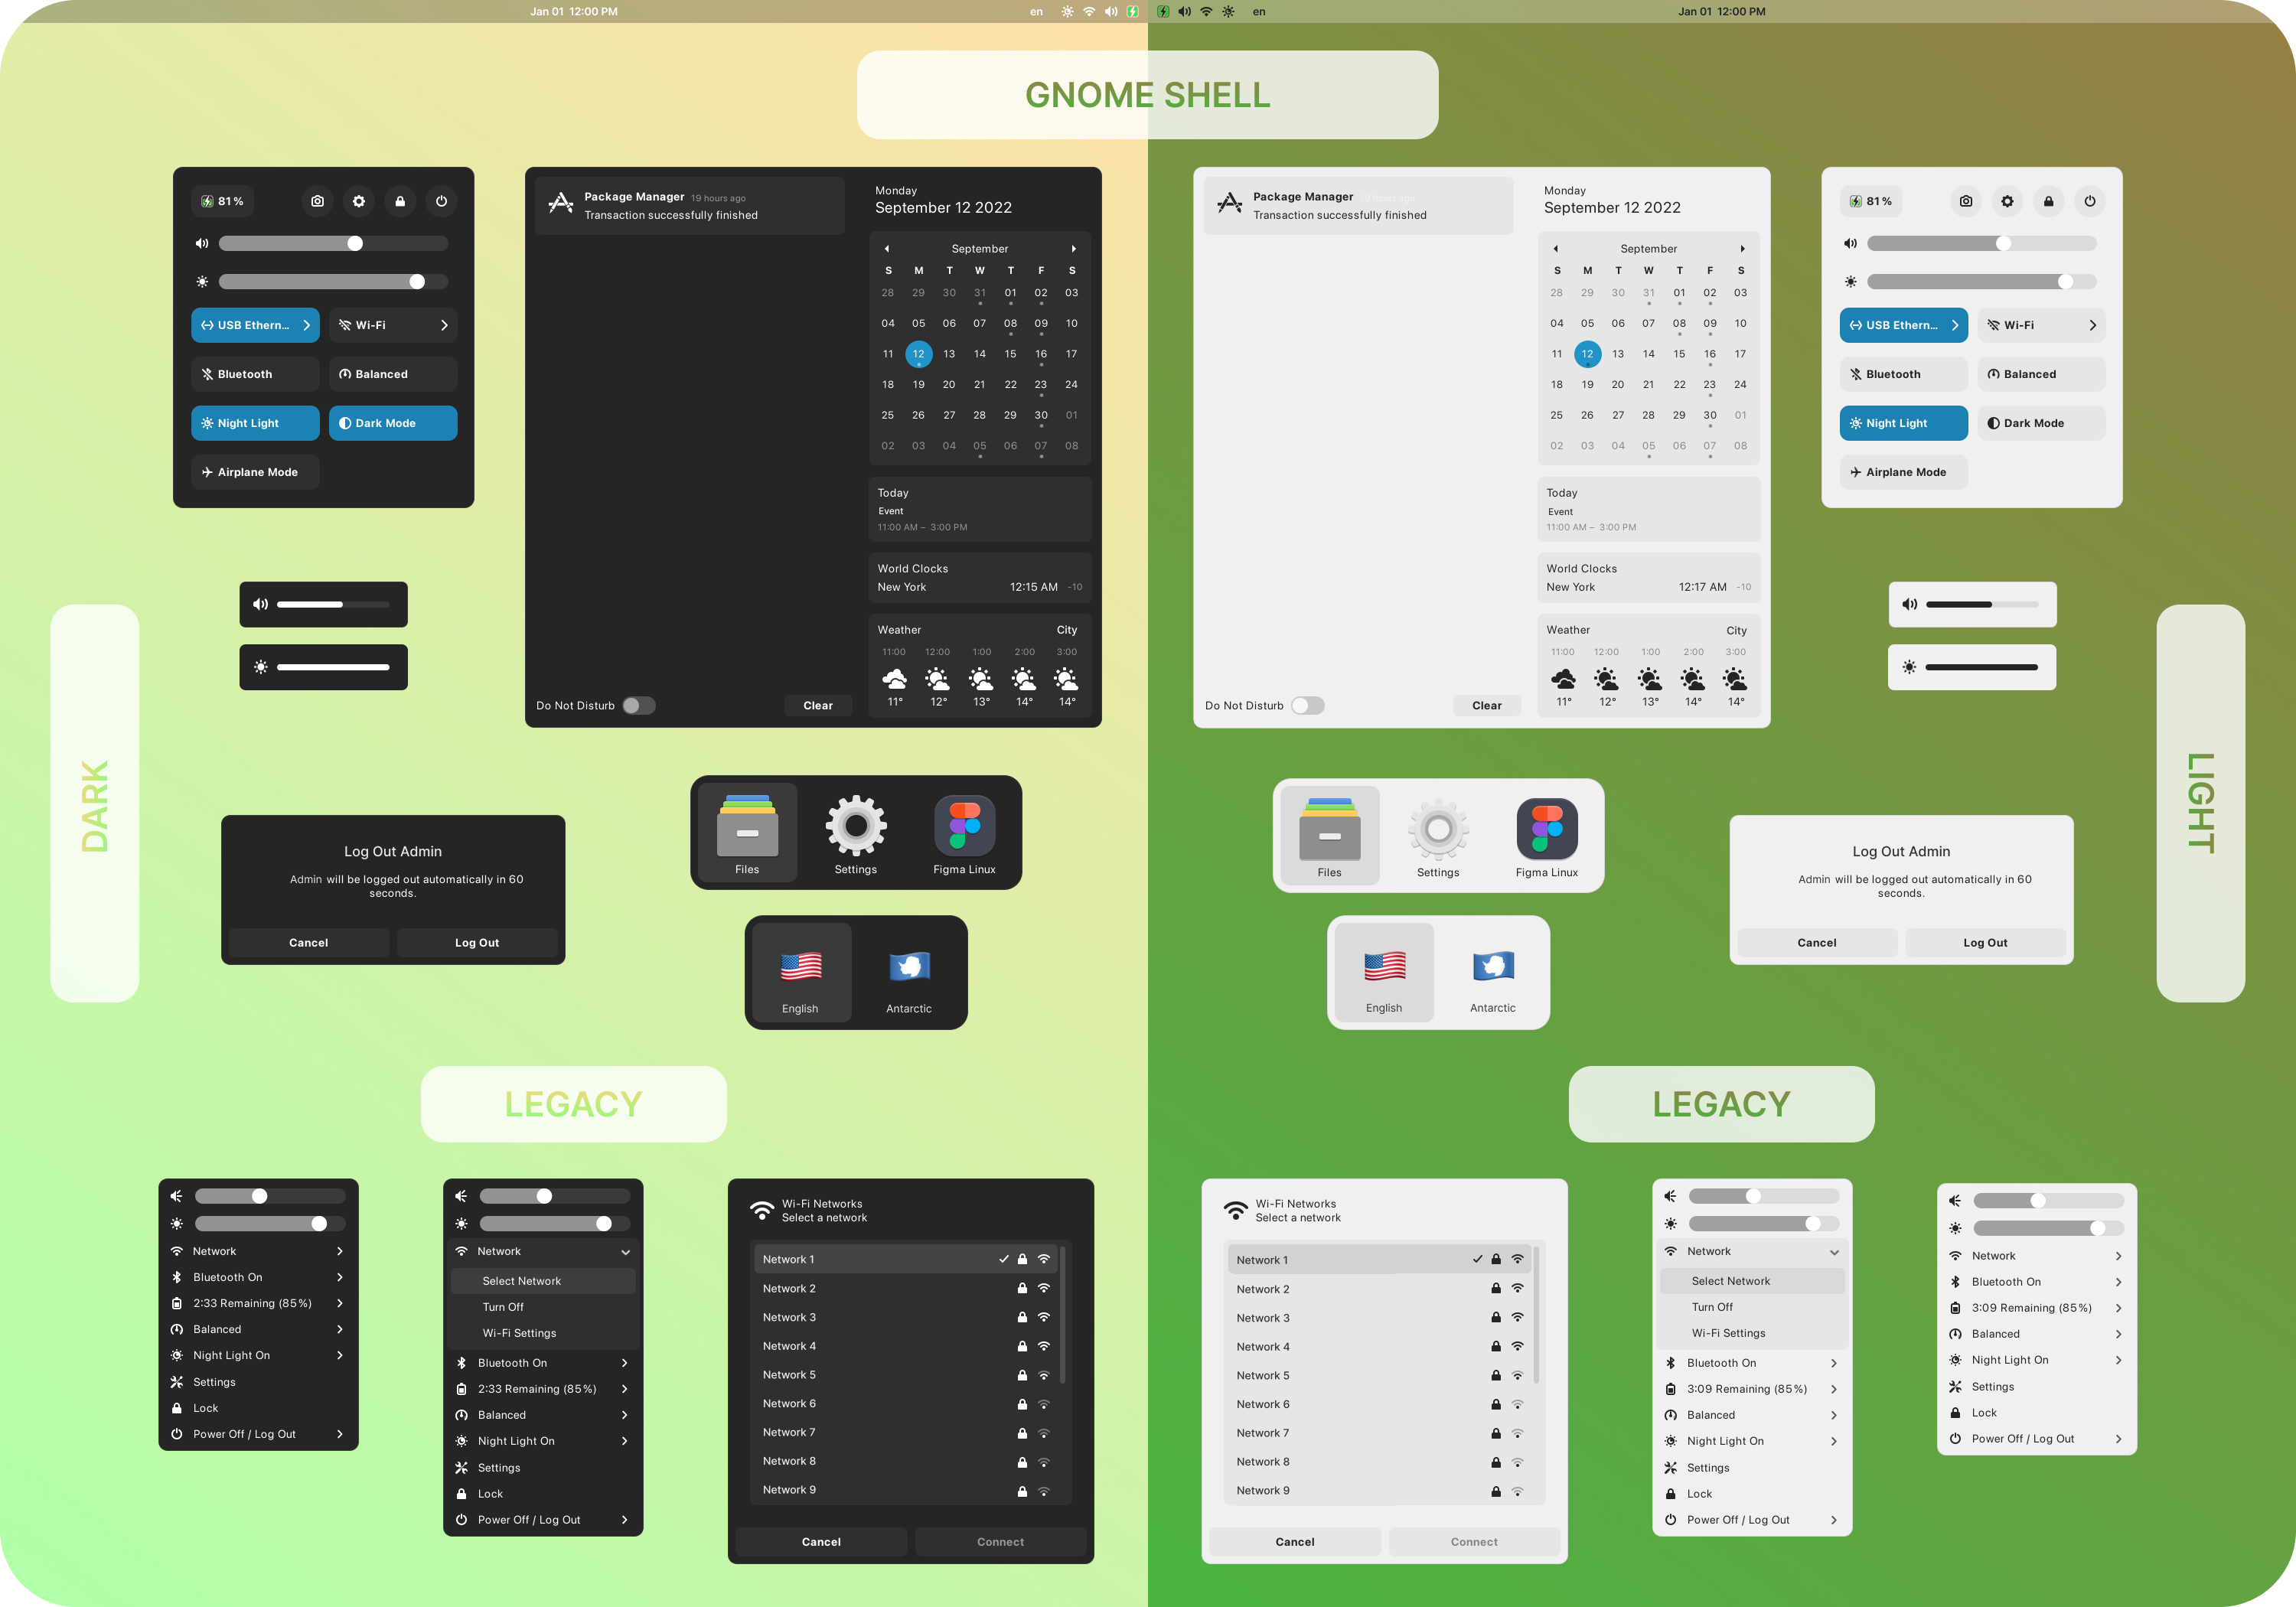 Jan 01 12:00 PM
en
en
Jan 01 12:00 PM
GNOME SHELL
DARK
81 %
USB Ethern...
Wi-Fi
Bluetooth
Balanced
Night Light
Dark Mode
Airplane Mode
Package Manager 19 hours ago
Transaction successfully finished
Do Not Disturb
Clear
Monday
September 12 2022
September
S M T W T F S
28 29 30 31 01 02 03
04 05 06 07 08 09 10
11 12 13 14 15 16 17
18 19 20 21 22 23 24
25 26 27 28 29 30 01
02 03 04 05 06 07 08
Today
Event
11:00 AM – 3:00 PM
World Clocks
New York 12:15 AM -10
Weather City
11:00 12:00 1:00 2:00 3:00
11° 12° 13° 14° 14°
Log Out Admin
Admin will be logged out automatically in 60
seconds.
Cancel Log Out
Files Settings Figma Linux
English Antarctic
LEGACY
Network
Bluetooth On
2:33 Remaining (85%)
Balanced
Night Light On
Settings
Lock
Power Off / Log Out
Network
Select Network
Turn Off
Wi-Fi Settings
Bluetooth On
2:33 Remaining (85%)
Balanced
Night Light On
Settings
Lock
Power Off / Log Out
Wi-Fi Networks
Select a network
Network 1
Network 2
Network 3
Network 4
Network 5
Network 6
Network 7
Network 8
Network 9
Cancel Connect
LIGHT
Package Manager 19 hours ago
Transaction successfully finished
Do Not Disturb
Clear
Monday
September 12 2022
September
S M T W T F S
28 29 30 31 01 02 03
04 05 06 07 08 09 10
11 12 13 14 15 16 17
18 19 20 21 22 23 24
25 26 27 28 29 30 01
02 03 04 05 06 07 08
Today
Event
11:00 AM – 3:00 PM
World Clocks
New York 12:17 AM -10
Weather City
11:00 12:00 1:00 2:00 3:00
11° 12° 13° 14° 14°
81 %
USB Ethern...
Wi-Fi
Bluetooth
Balanced
Night Light
Dark Mode
Airplane Mode
Files Settings Figma Linux
English Antarctic
Log Out Admin
Admin will be logged out automatically in 60
seconds.
Cancel Log Out
LEGACY
Wi-Fi Networks
Select a network
Network 1
Network 2
Network 3
Network 4
Network 5
Network 6
Network 7
Network 8
Network 9
Cancel Connect
Network
Select Network
Turn Off
Wi-Fi Settings
Bluetooth On
3:09 Remaining (85%)
Balanced
Night Light On
Settings
Lock
Power Off / Log Out
Network
Bluetooth On
3:09 Remaining (85%)
Balanced
Night Light On
Settings
Lock
Power Off / Log Out